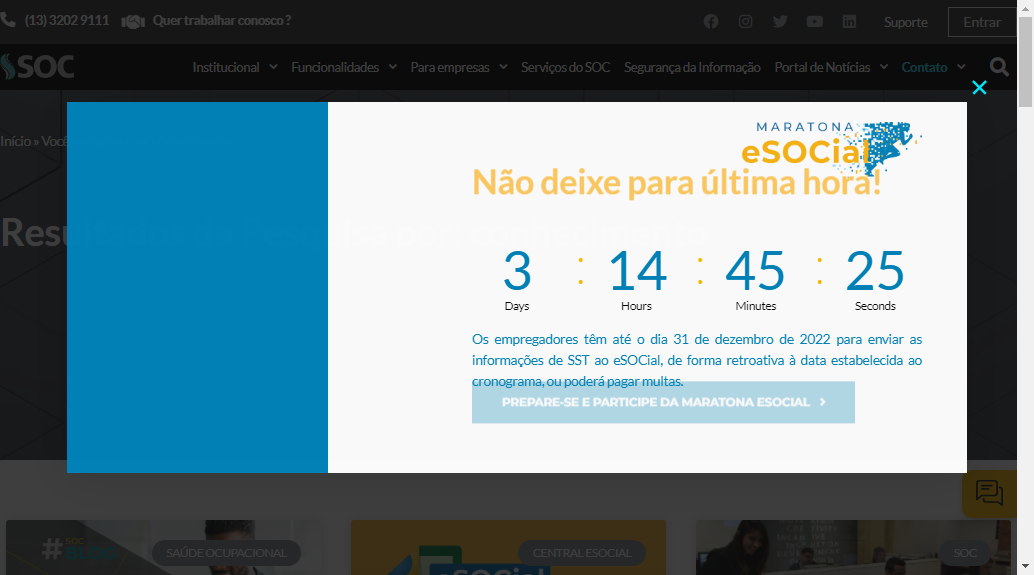 (13) 3202 9111 Quer trabalhar conosco ? Suporte Entrar
SOC Institucional Funcionalidades Para empresas Serviços do SOC Segurança da Informação Portal de Notícias Contato
Início » Você
MARATONA
eSOCial
Não deixe para última hora!
3 : 14 : 45 : 25
Days Hours Minutes Seconds
Os empregadores têm até o dia 31 de dezembro de 2022 para enviar as
informações de SST ao eSOCial, de forma retroativa à data estabelecida ao
cronograma, ou poderá pagar multas.
PREPARE-SE E PARTICIPE DA MARATONA ESOCIAL
# SOC BLOG SAÚDE OCUPACIONAL CENTRAL ESOCIAL SOC
eSOCial